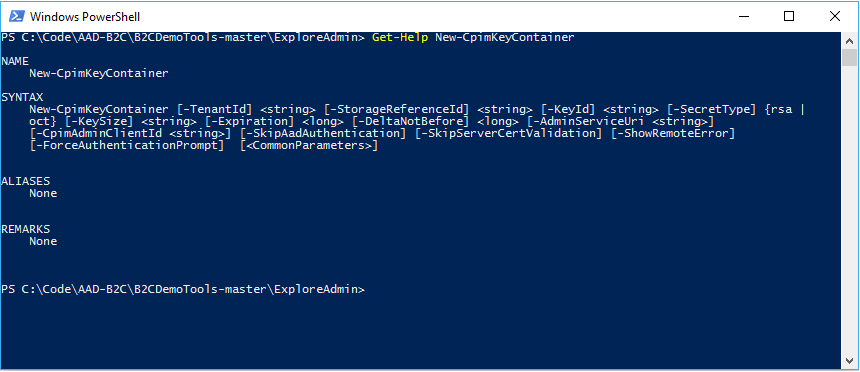 Windows PowerShell
PS C:\Code\AAD-B2C\B2CDemoTools-master\ExploreAdmin> Get-Help New-CpimKeyContainer
NAME
New-CpimKeyContainer
SYNTAX
New-CpimKeyContainer [-TenantId] <string> [-StorageReferenceId] <string> [-KeyId] <string> [-SecretType] {rsa |
oct} [-KeySize] <string> [-Expiration] <long> [-DeltaNotBefore] <long> [-AdminServiceUri <string>]
[-CpimAdminClientId <string>] [-SkipAadAuthentication] [-SkipServerCertValidation] [-ShowRemoteError]
[-ForceAuthenticationPrompt]  [<CommonParameters>]
ALIASES
None
REMARKS
None
PS C:\Code\AAD-B2C\B2CDemoTools-master\ExploreAdmin>